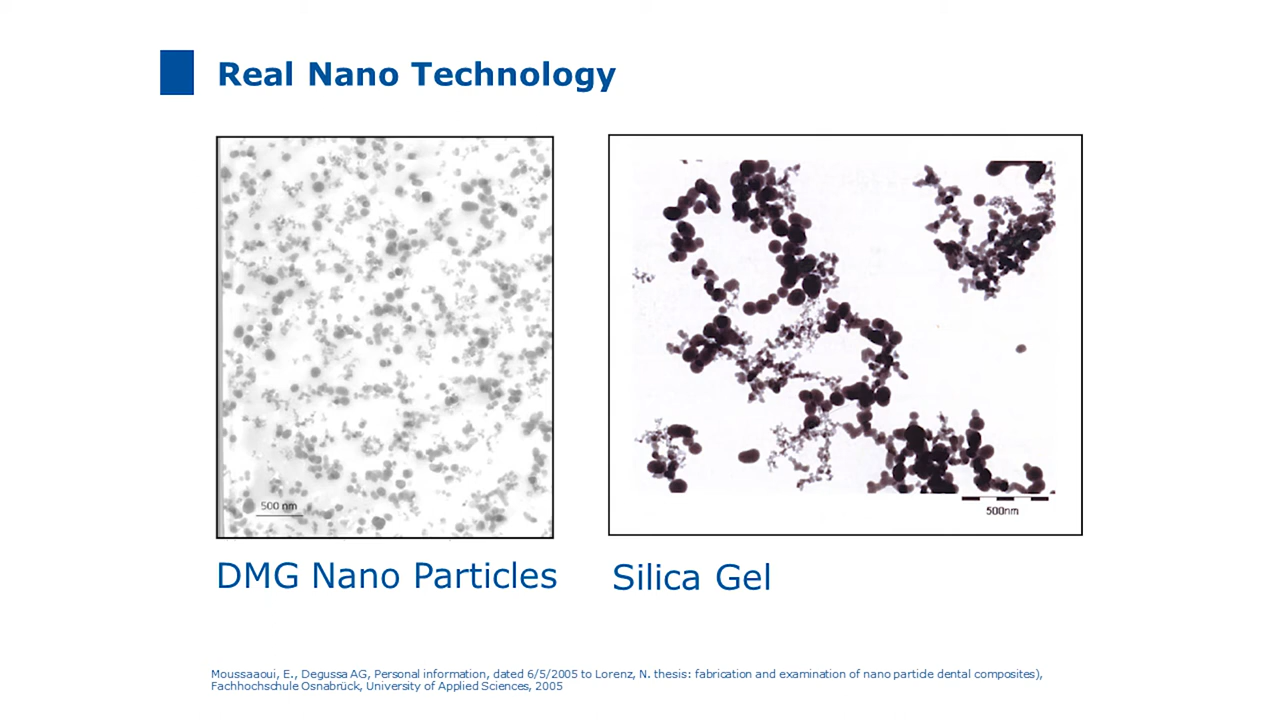 Real Nano Technology
500 nm
500nm
DMG Nano Particles
Silica Gel
Moussaaoui, E., Degussa AG, Personal information, dated 6/5/2005 to Lorenz, N. thesis: fabrication and examination of nano particle dental composites),
Fachhochschule Osnabrück, University of Applied Sciences, 2005